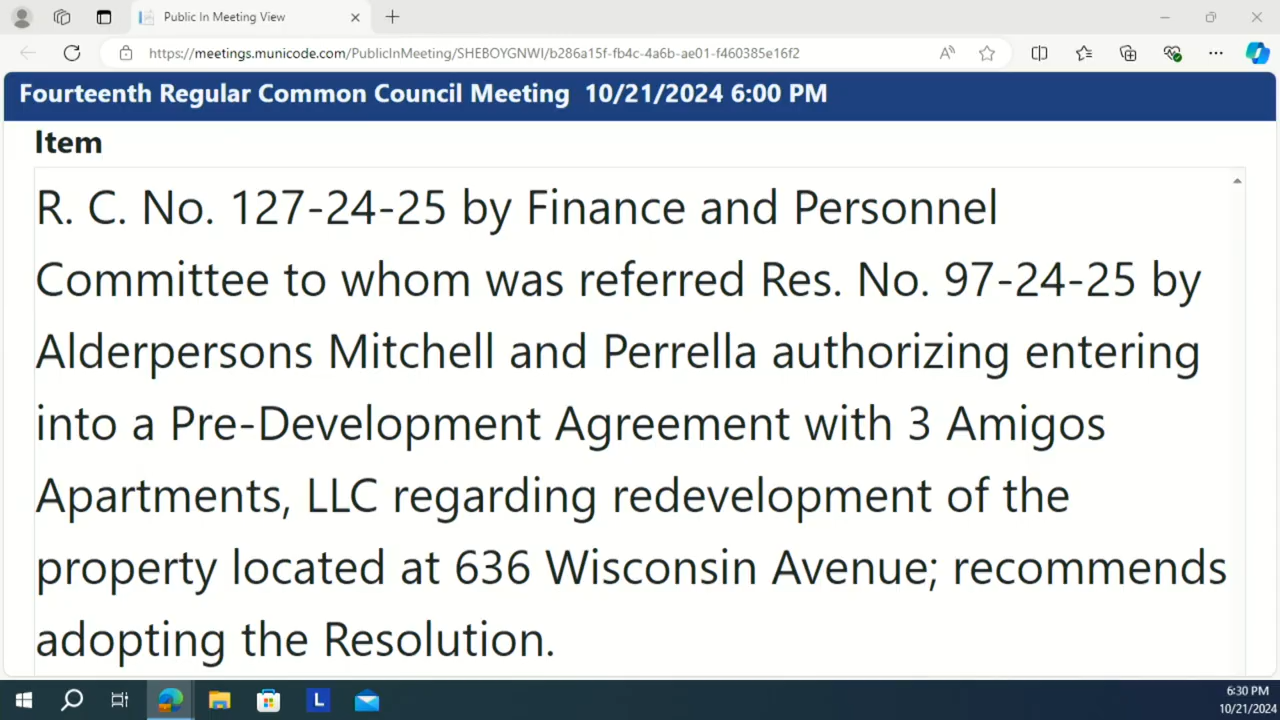 Public In Meeting View
https://meetings.municode.com/PublicInMeeting/SHEBOYGNWI/b286a15f-fb4c-4a6b-ae01-f460385e16f2
Fourteenth Regular Common Council Meeting 10/21/2024 6:00 PM
Item
R. C. No. 127-24-25 by Finance and Personnel
Committee to whom was referred Res. No. 97-24-25 by
Alderpersons Mitchell and Perrella authorizing entering
into a Pre-Development Agreement with 3 Amigos
Apartments, LLC regarding redevelopment of the
property located at 636 Wisconsin Avenue; recommends
adopting the Resolution.
L
6:30 PM
10/21/2024